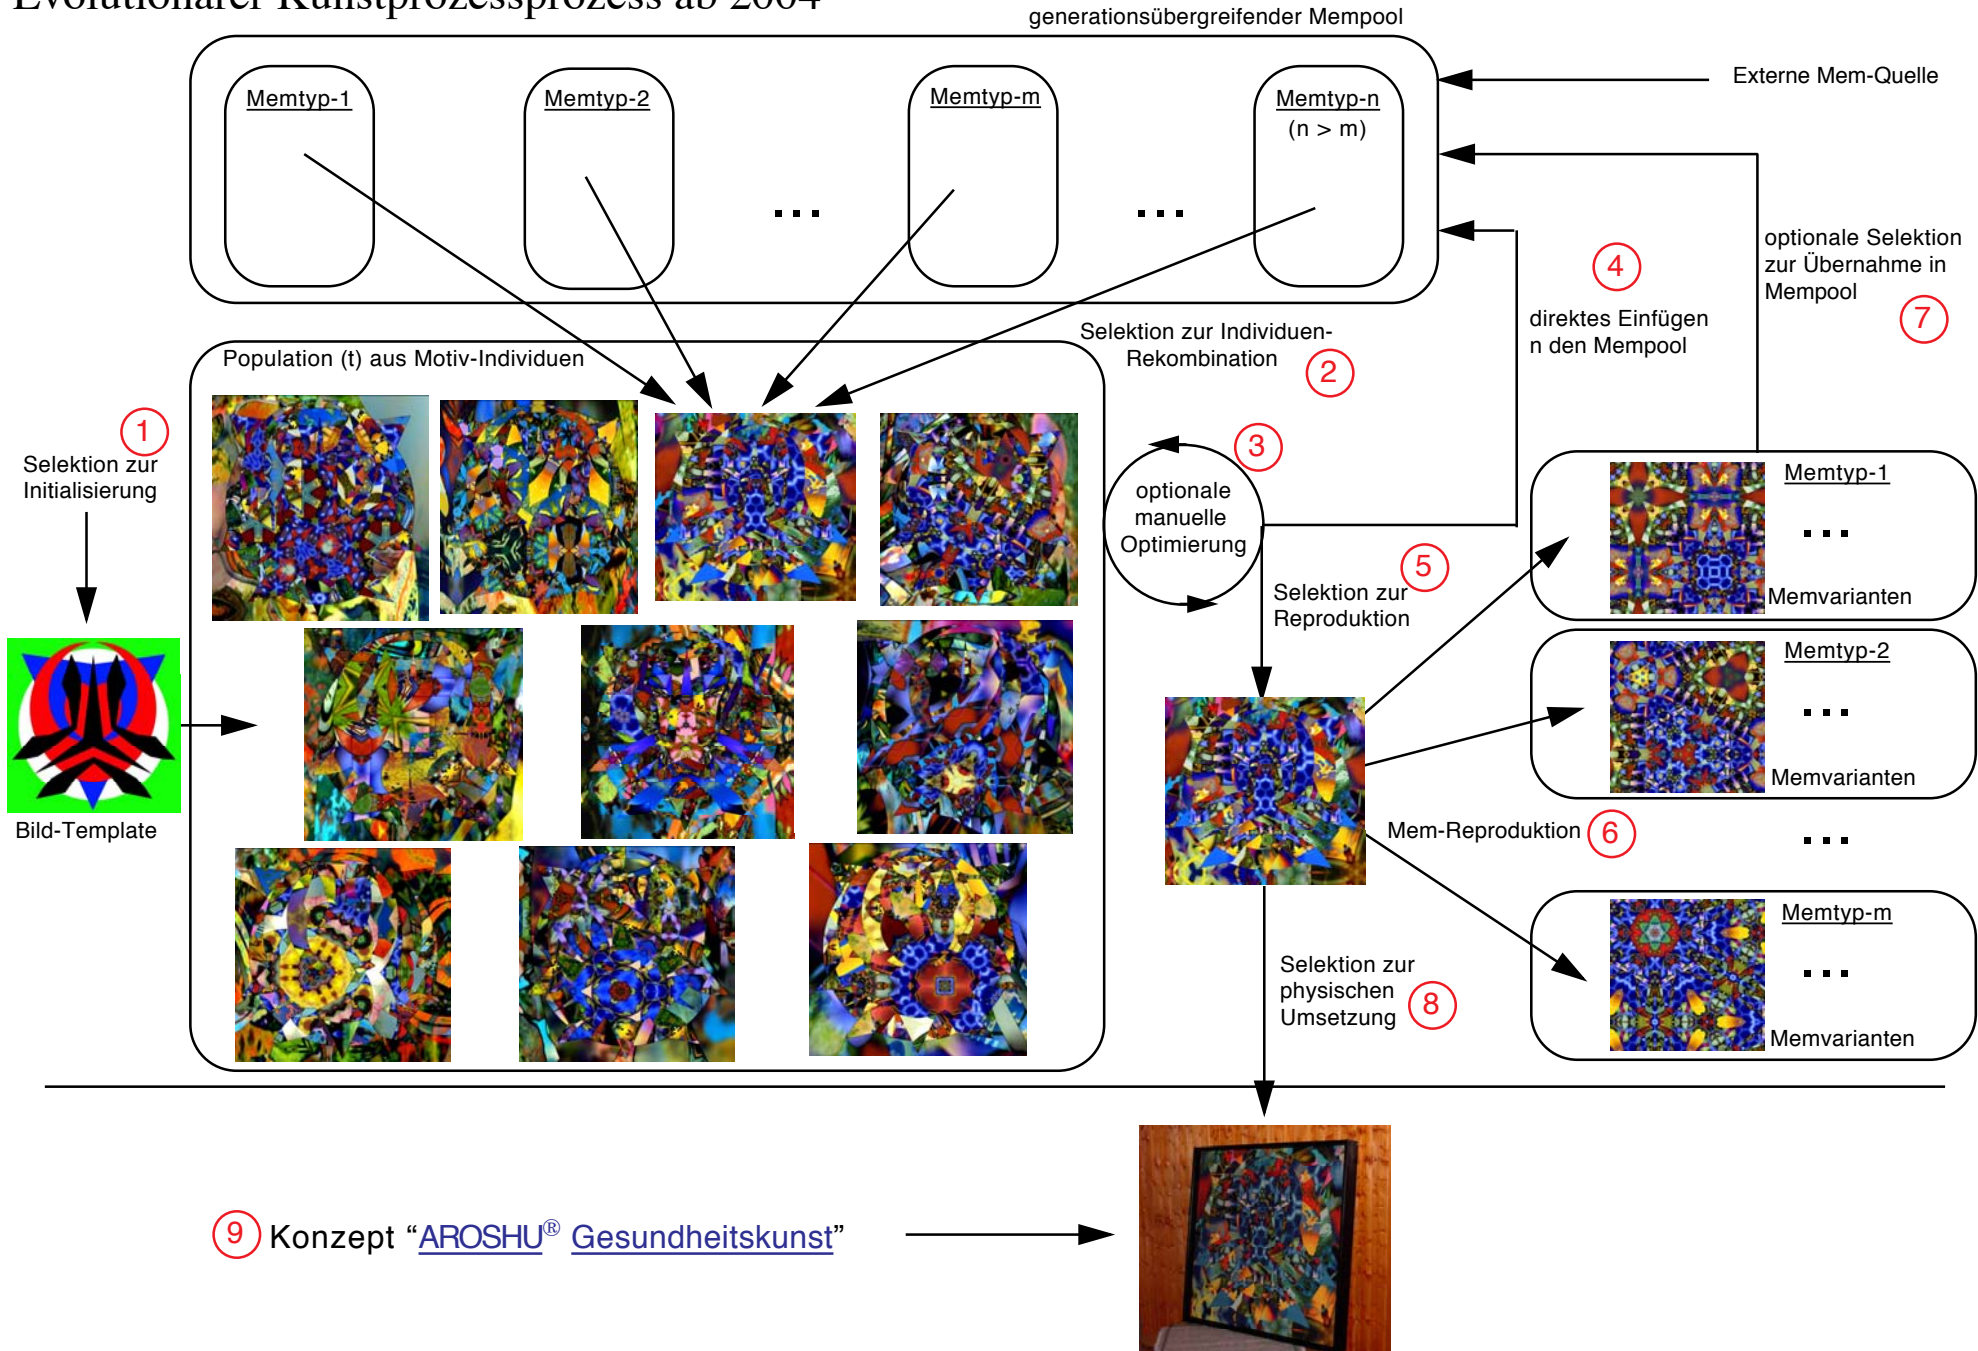 Evolutionärer Kunstprozessprozess ab 2004
generationsübergreifender Mempool
Memtyp-1
Memtyp-2
Memtyp-m
Memtyp-n
(n > m)
Externe Mem-Quelle
optionale Selektion
zur Übernahme in
Mempool
7
4
direktes Einfügen
n den Mempool
Selektion zur Individuen-
Rekombination
2
Population (t) aus Motiv-Individuen
1
Selektion zur
Initialisierung
Bild-Template
3
optionale
manuelle
Optimierung
5
Selektion zur
Reproduktion
Memtyp-1
Memvarianten
Memtyp-2
Memvarianten
Mem-Reproduktion
6
Memtyp-m
Memvarianten
Selektion zur
physischen
Umsetzung
8
9 Konzept “AROSHU® Gesundheitskunst”